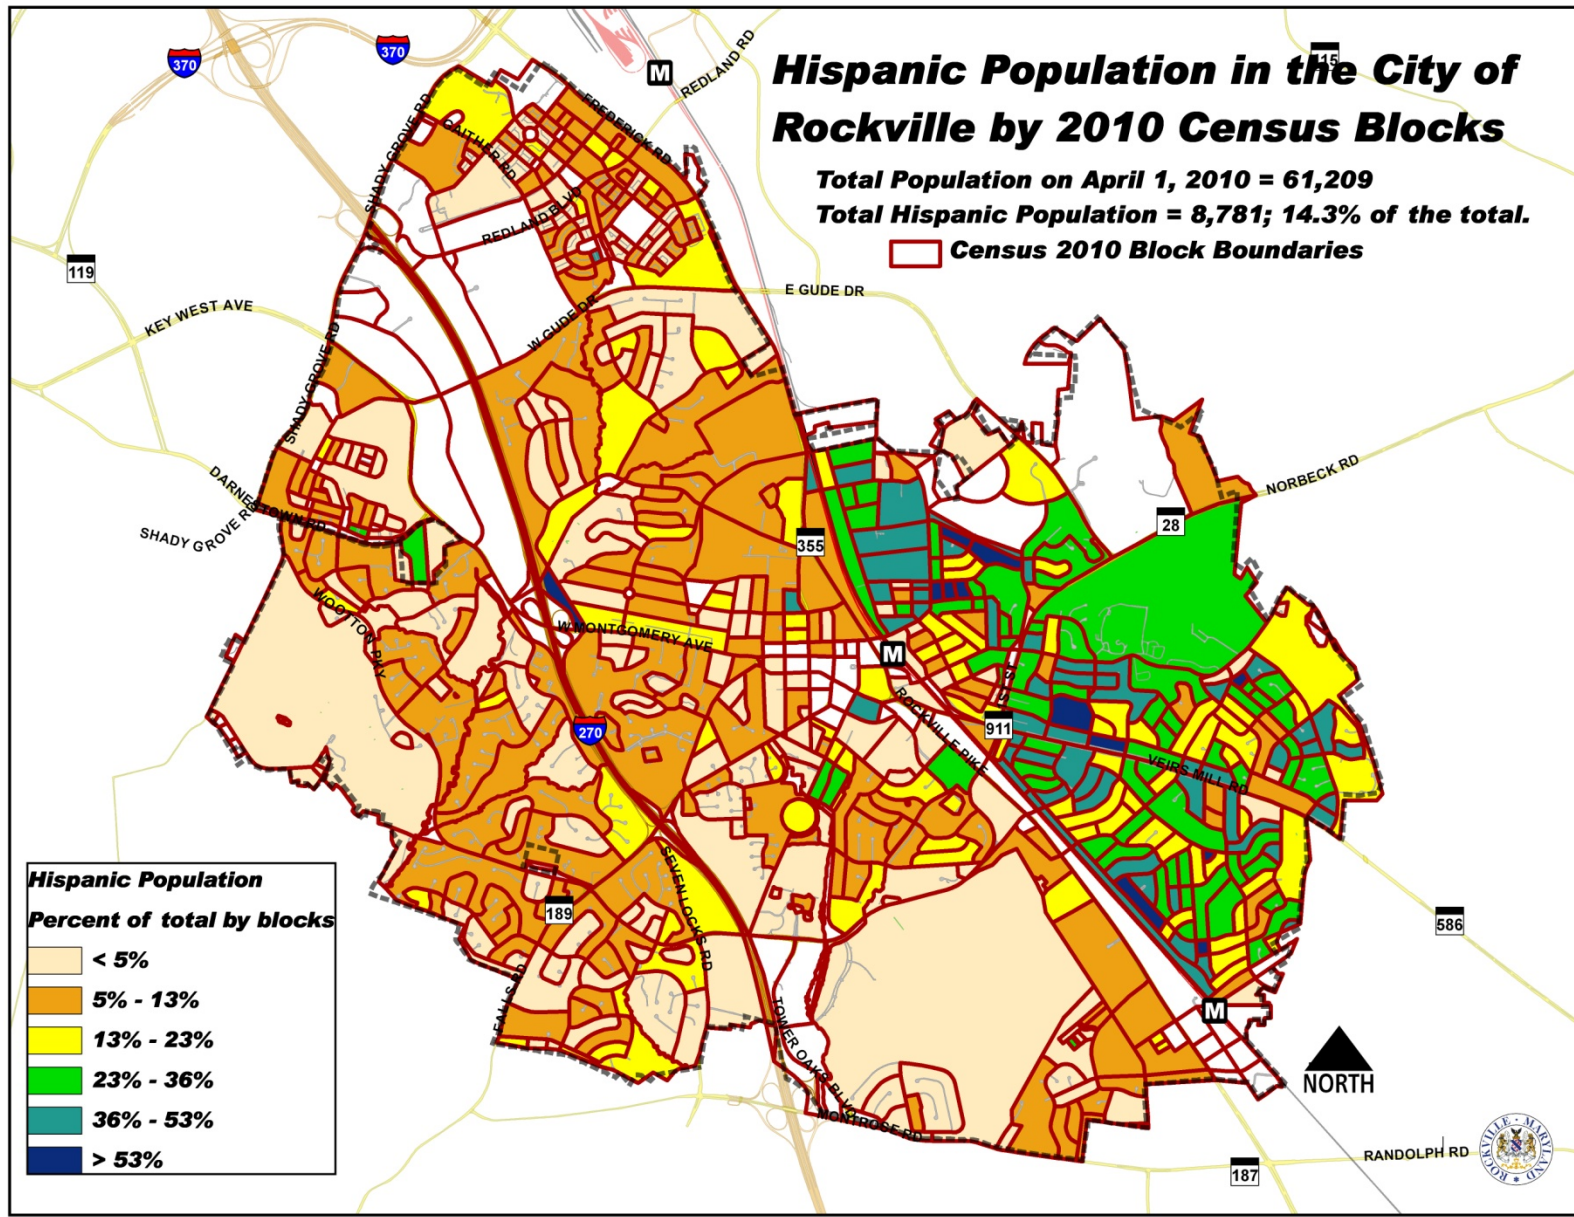 Hispanic Population in the City of
Rockville by 2010 Census Blocks
Total Population on April 1, 2010 = 61,209
Total Hispanic Population = 8,781; 14.3% of the total.
Census 2010 Block Boundaries
370
370
M
115
REDLAND RD
SHADY GROVE RD
GAITHER RD
FREDERICK RD
REDLAND BLVD
119
KEY WEST AVE
E GUDE DR
W GUDE DR
SHADY GROVE RD
DARNESTOWN RD
SHADY GROVE RD
NORBECK RD
28
355
WOOTTON PKY
W MONTGOMERY AVE
M
1ST ST
ROCKVILLE PIKE
911
270
VEIRS MILL RD
SEVEN LOCKS RD
189
586
FALLS RD
TOWER OAKS BLVD
M
MONTROSE RD
NORTH
RANDOLPH RD
187
ROCKVILLE · MARYLAND
Hispanic Population
Percent of total by blocks
< 5%
5% - 13%
13% - 23%
23% - 36%
36% - 53%
> 53%